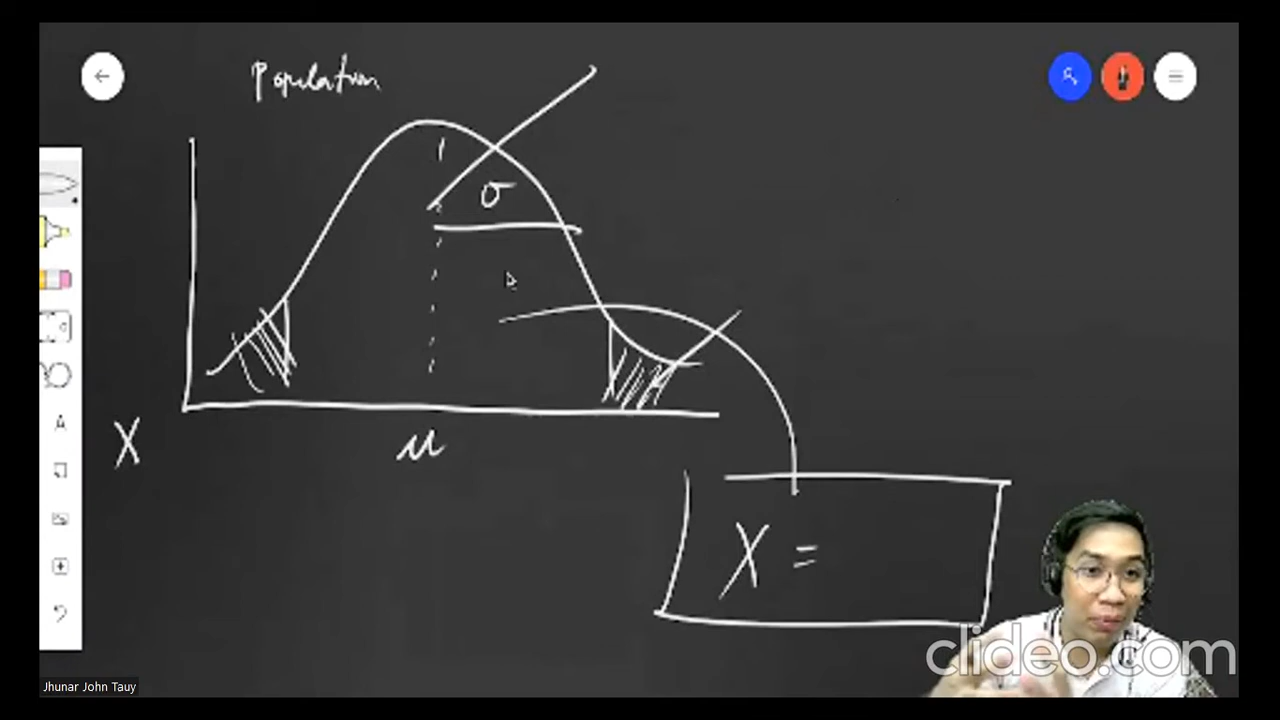 Population
σ
μ
X
X =
A
clideo.com
Jhunar John Tauy